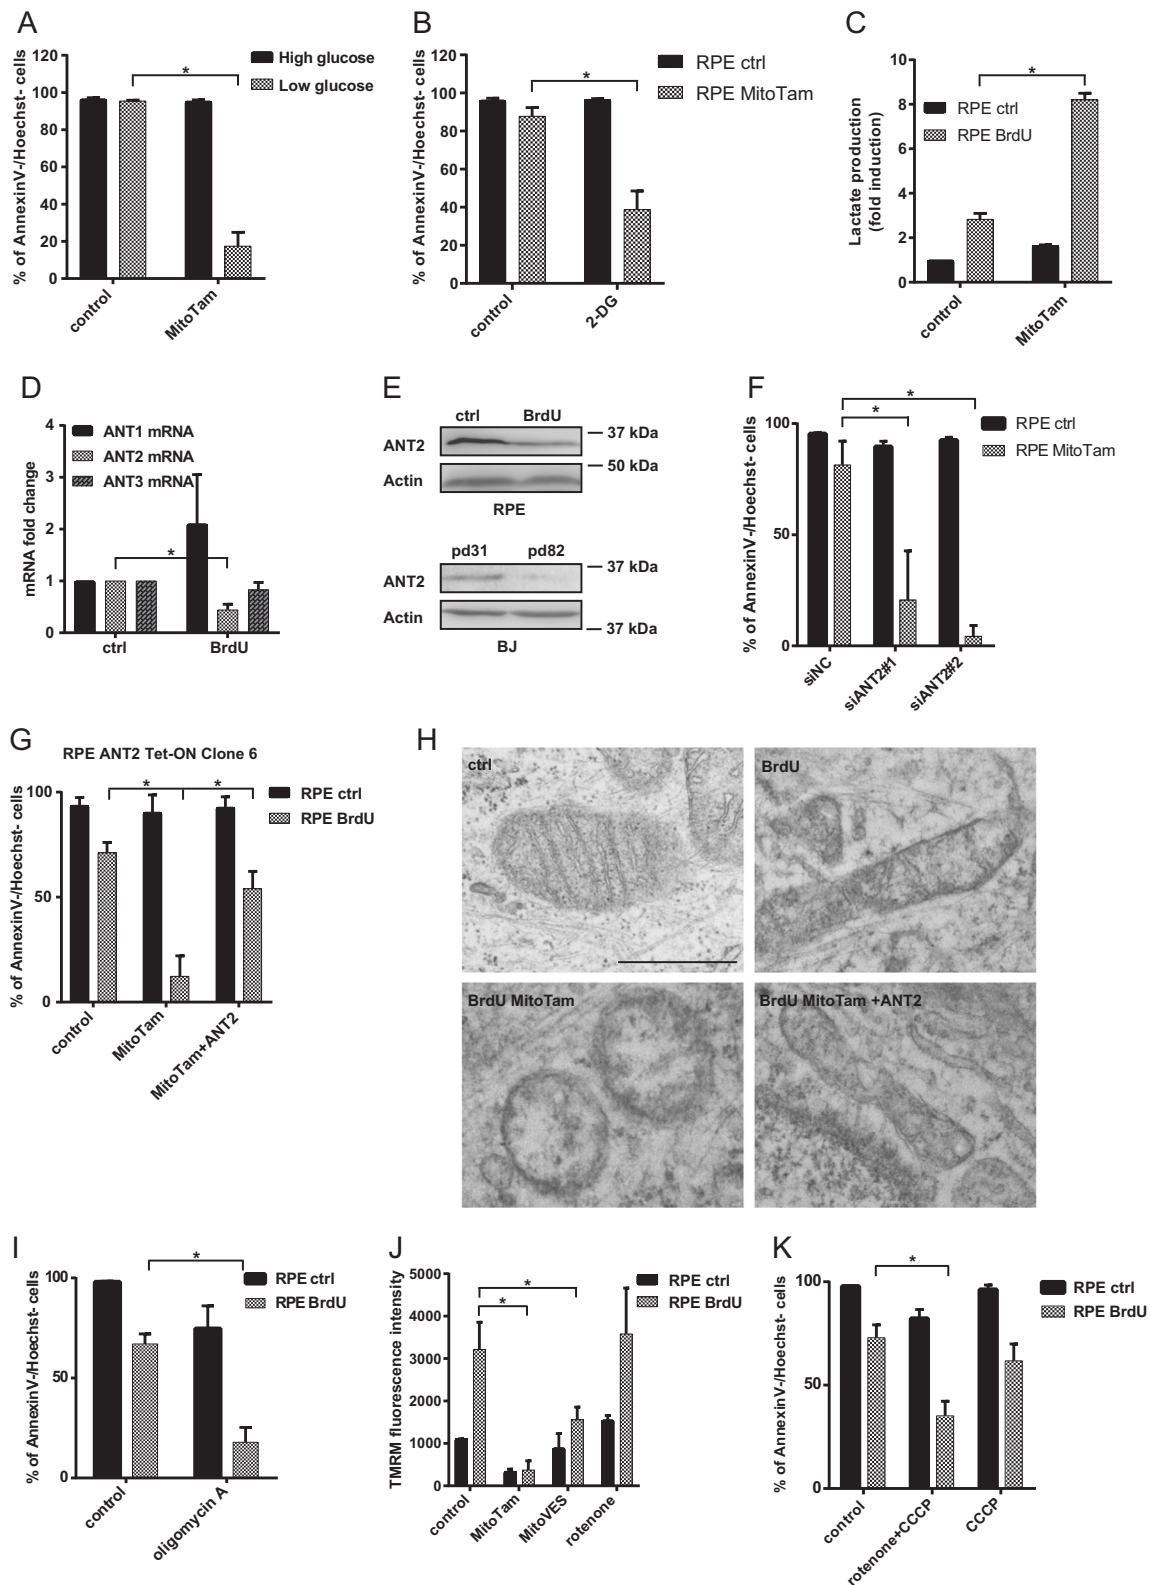 A
% of AnnexinV-/Hoechst- cells
120
100
80
60
40
20
0
*
High glucose
Low glucose
control
MitoTam
B
% of AnnexinV-/Hoechst- cells
120
100
80
60
40
20
0
*
RPE ctrl
RPE MitoTam
control
2-DG
C
Lactate production
(fold induction)
10
8
6
4
2
0
*
RPE ctrl
RPE BrdU
control
MitoTam
D
mRNA fold change
4
3
2
1
0
ANT1 mRNA
ANT2 mRNA
ANT3 mRNA
*
ctrl
BrdU
E
ctrl BrdU
ANT2
37 kDa
50 kDa
Actin
RPE
pd31 pd82
37 kDa
ANT2
Actin
37 kDa
BJ
F
% of AnnexinV-/Hoechst- cells
100
50
0
*
*
RPE ctrl
RPE MitoTam
siNC
siANT2#1
siANT2#2
G
RPE ANT2 Tet-ON Clone 6
% of AnnexinV-/Hoechst- cells
100
50
0
* *
RPE ctrl
RPE BrdU
control
MitoTam
MitoTam+ANT2
H
ctrl
BrdU
BrdU MitoTam
BrdU MitoTam +ANT2
I
% of AnnexinV-/Hoechst- cells
100
50
0
*
RPE ctrl
RPE BrdU
control
oligomycin A
J
TMRM fluorescence intensity
5000
4000
3000
2000
1000
0
*
*
RPE ctrl
RPE BrdU
control
MitoTam
MitoVES
rotenone
K
% of AnnexinV-/Hoechst- cells
100
50
0
*
RPE ctrl
RPE BrdU
control
rotenone+CCCP
CCCP